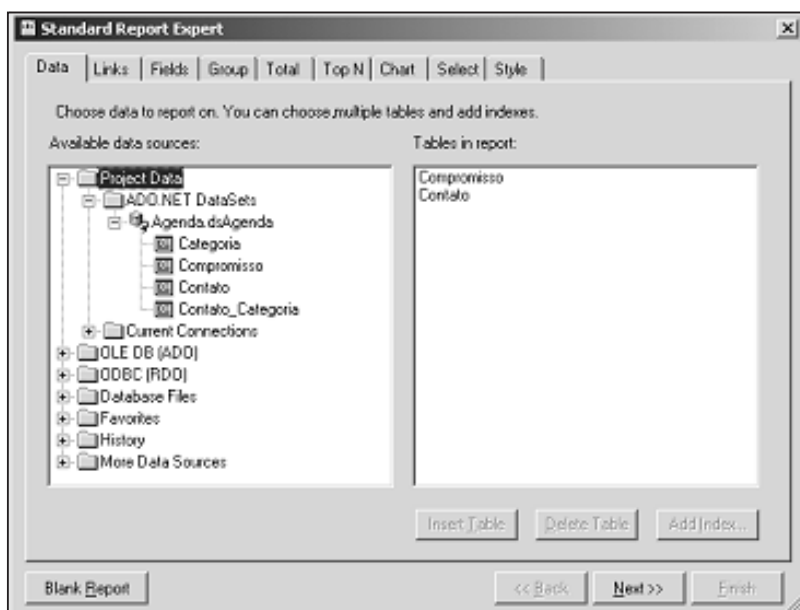 Standard Report Expert
Data Links Fields Group Total Top N Chart Select Style
Choose data to report on. You can choose,multiple tables and add indexes.
Available data sources:
Tables in report:
Project Data
ADO.NET DataSets
Agenda.dsAgenda
Categoria
Compromisso
Contato
Contato_Categoria
Current Connections
OLE DB (ADO)
ODBC (RDO)
Database Files
Favorites
History
More Data Sources
Compromisso
Contato
Insert Table Delete Table Add Index...
Blank Report << Back Next >> Finish